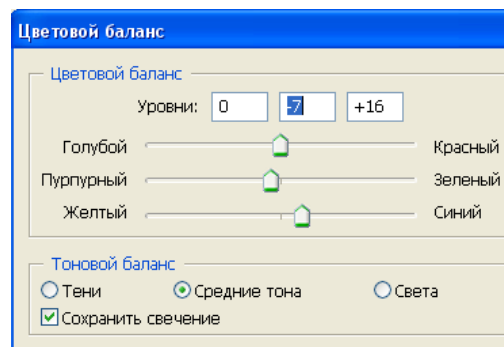 Цветовой баланс
Цветовой баланс
Уровни: 0 -7 +16
Голубой Красный
Пурпурный Зеленый
Желтый Синий
Тоновой баланс
Тени Средние тона Света
Сохранить свечение